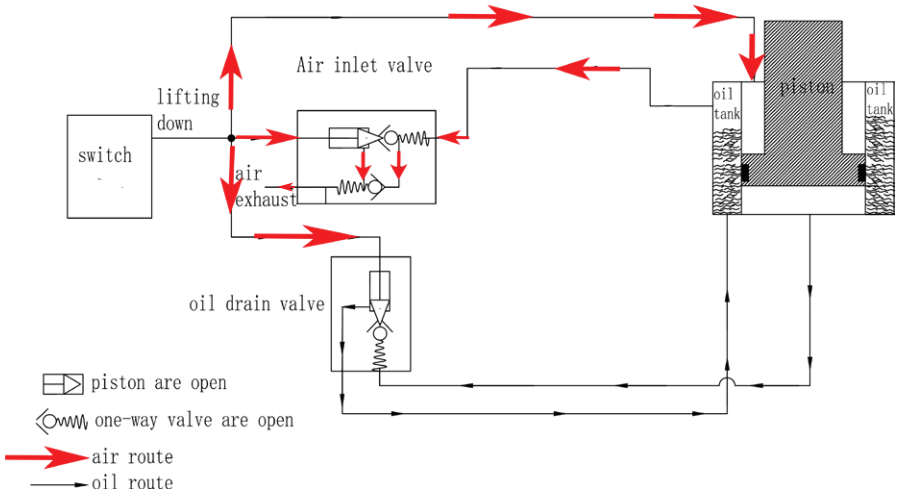 Air inlet valve
lifting
down
switch
air
exhaust
oil
tank
piston
oil
tank
oil drain valve
piston are open
one-way valve are open
air route
oil route